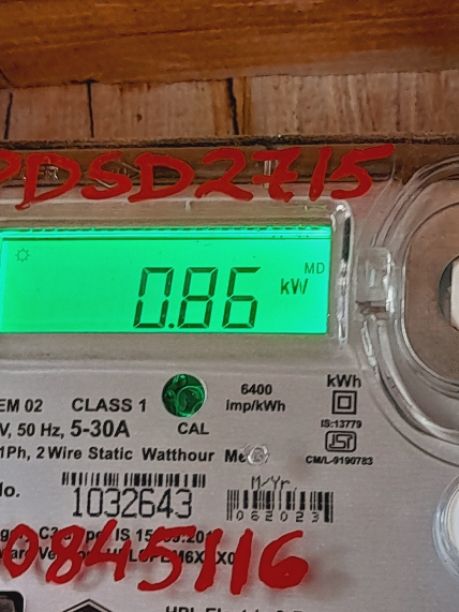 PDSD2715
MD
0.86 kW
EM 02 CLASS 1 6400 imp/kWh kWh
V, 50 Hz, 5-30A CAL IS:13779
1Ph, 2 Wire Static Watthour
CM/L-9190783
No. 1032643 M/Yr.
062023
0845116